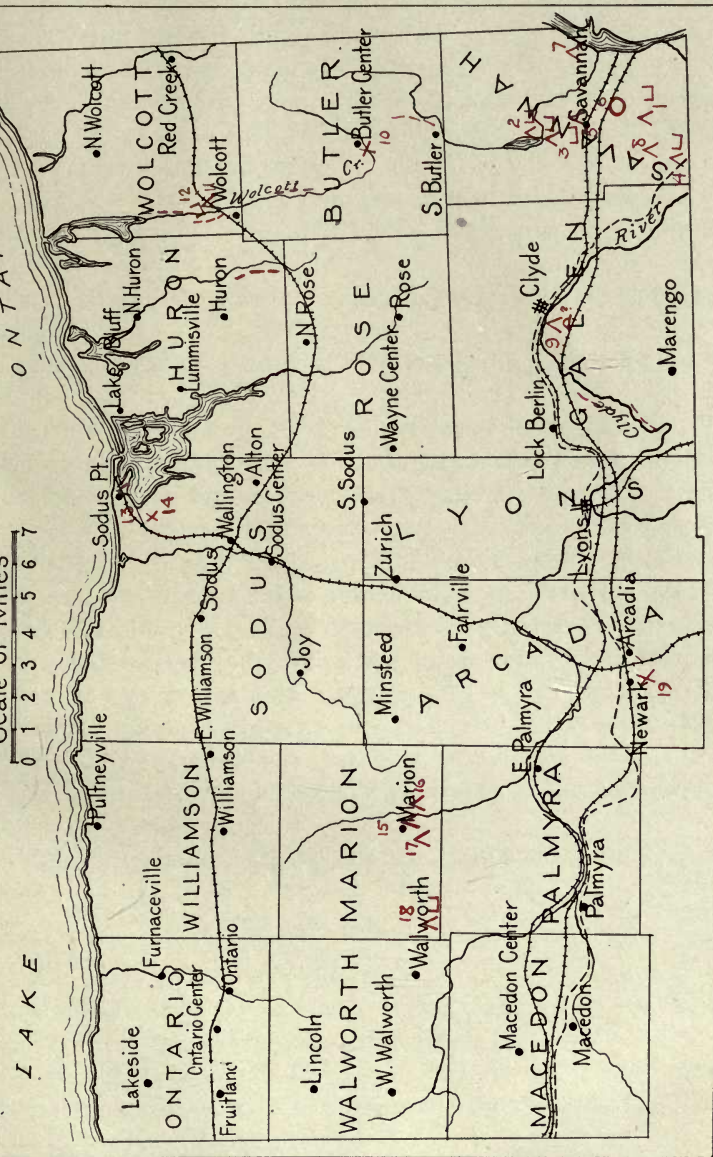 LAKE
ONTA
Scale of Miles
0 1 2 3 4 5 6 7
Pultneyville
Sodus Pt.
Lake Bluff
N. Huron
HURON
Lummisville
Huron
N. Wolcott
WOLCOTT
Red Creek
Wolcott
Wolcott Cr.
12
13
14
Lakeside
Furnaceville
ONTARIO
Ontario Center
Fruitland
Ontario
WILLIAMSON
Williamson
E. Williamson
Sodus
Wallington
Alton
Sodus Center
SODUS
Joy
S. Sodus
N. Rose
ROSE
Rose
Wayne Center
BUTLER
Butler Center
10
S. Butler
Lincoln
WALWORTH
W. Walworth
Walworth
18
MARION
15
Marion
17
16
Minsteed
Zurich
Fairville
ARCADIA
E. Palmyra
LYONS
Lyons
Lock Berlin
Clyde
GALEN
9
?
Clyde
River
Marengo
SAVANNA
Savannah
2
3
7
5
6
1
8
4
Macedon Center
MACEDON
Macedon
PALMYRA
Palmyra
Newark
Arcadia
19